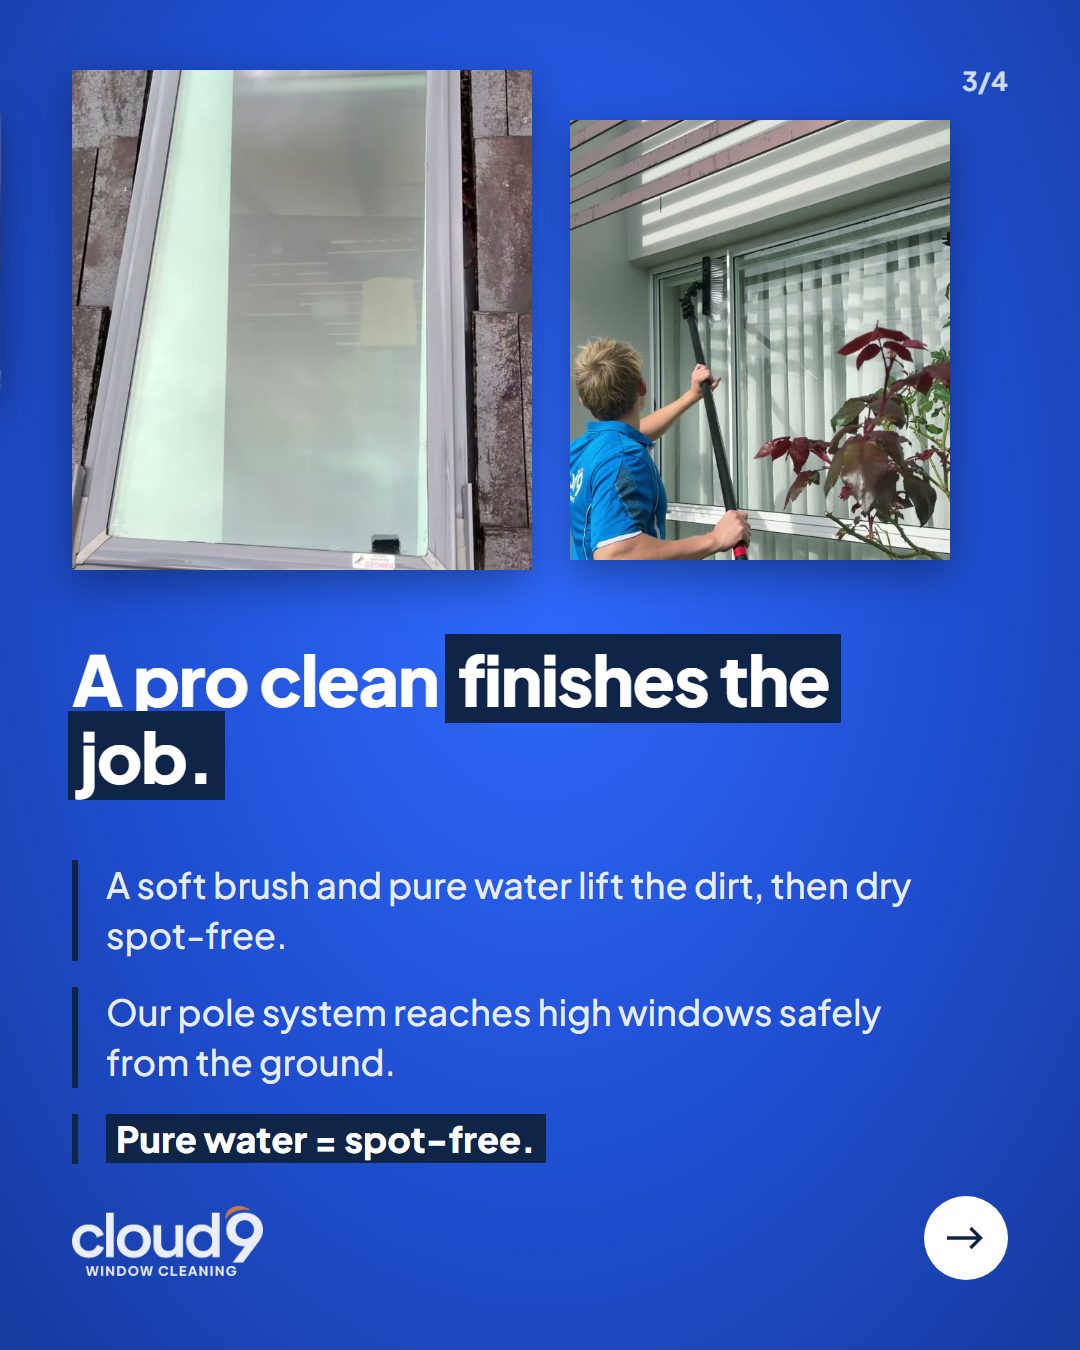 3/4
A pro clean finishes the
job.
A soft brush and pure water lift the dirt, then dry
spot-free.
Our pole system reaches high windows safely
from the ground.
Pure water = spot-free.
cloud9
WINDOW CLEANING